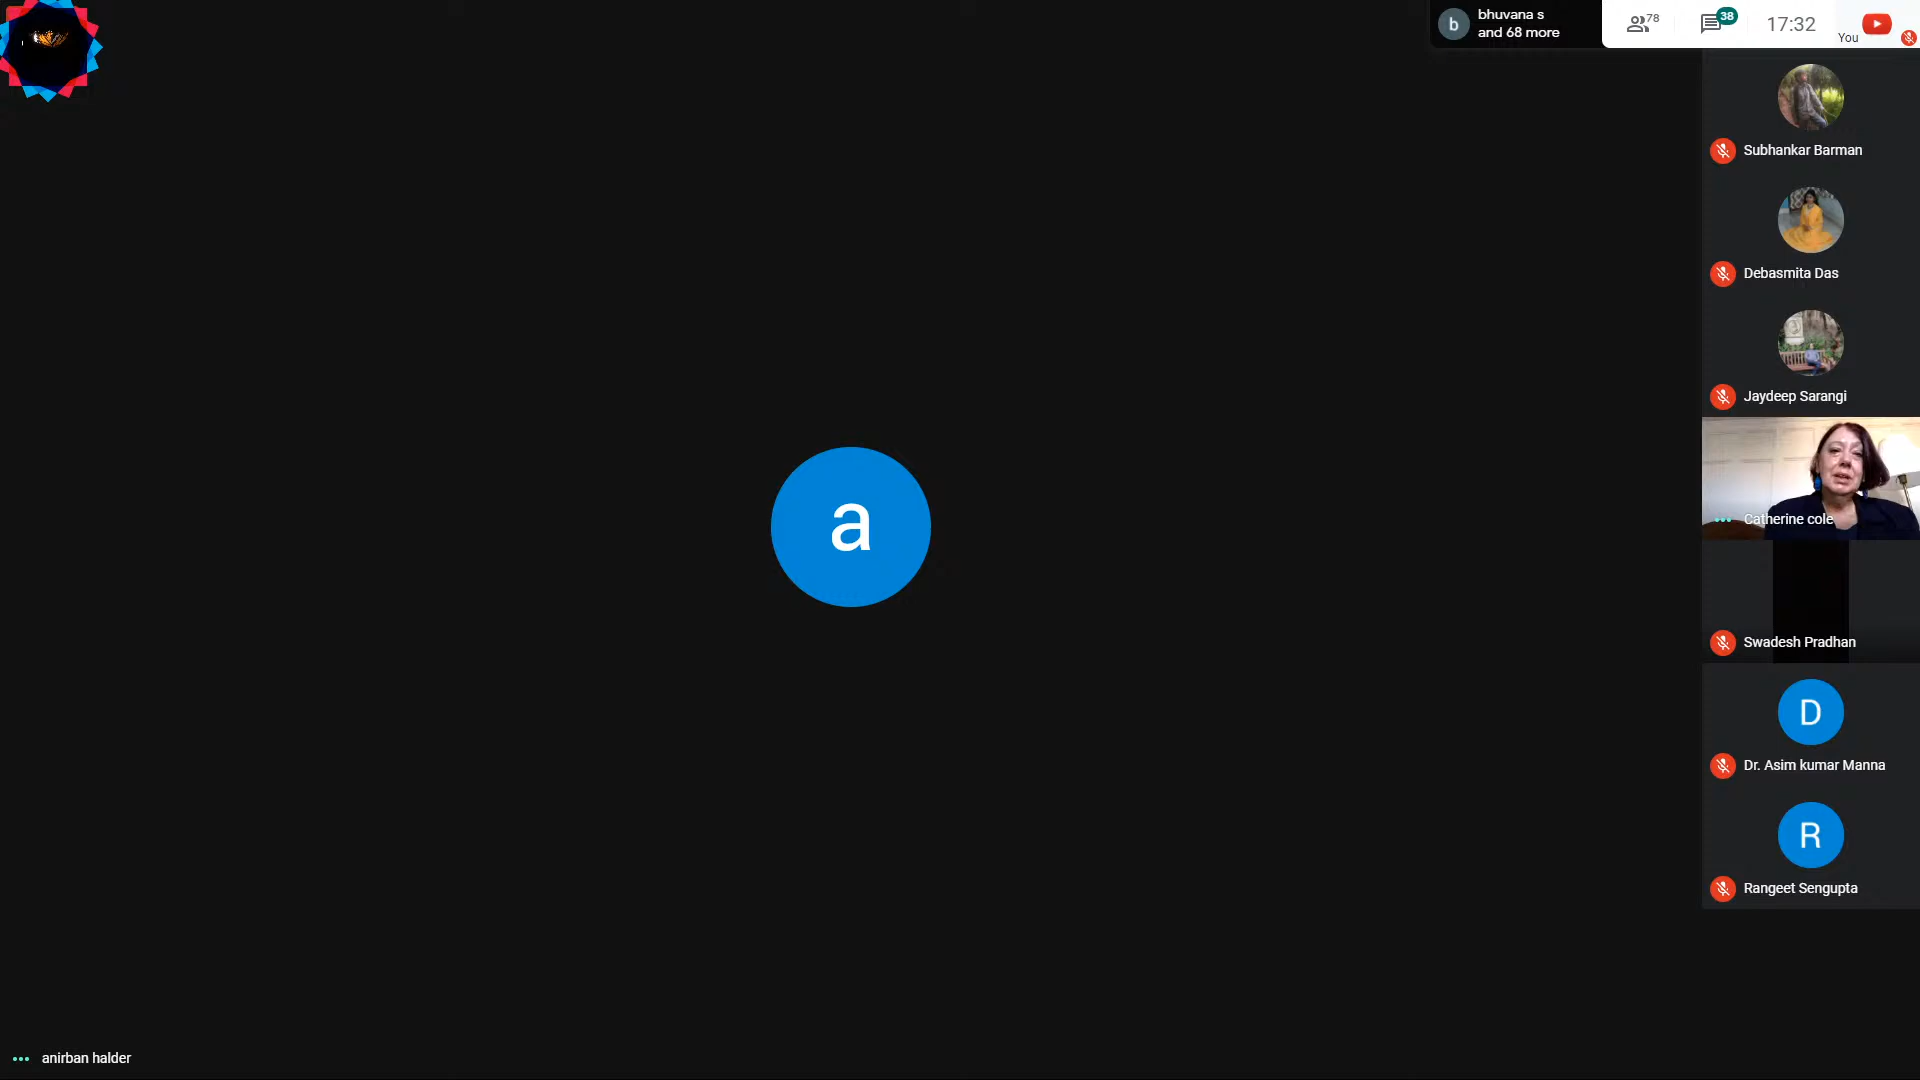 b
bhuvana s
and 68 more
78
38
17:32
You
Subhankar Barman
Debasmita Das
Jaydeep Sarangi
Catherine cole
Swadesh Pradhan
D
Dr. Asim kumar Manna
R
Rangeet Sengupta
a
anirban halder